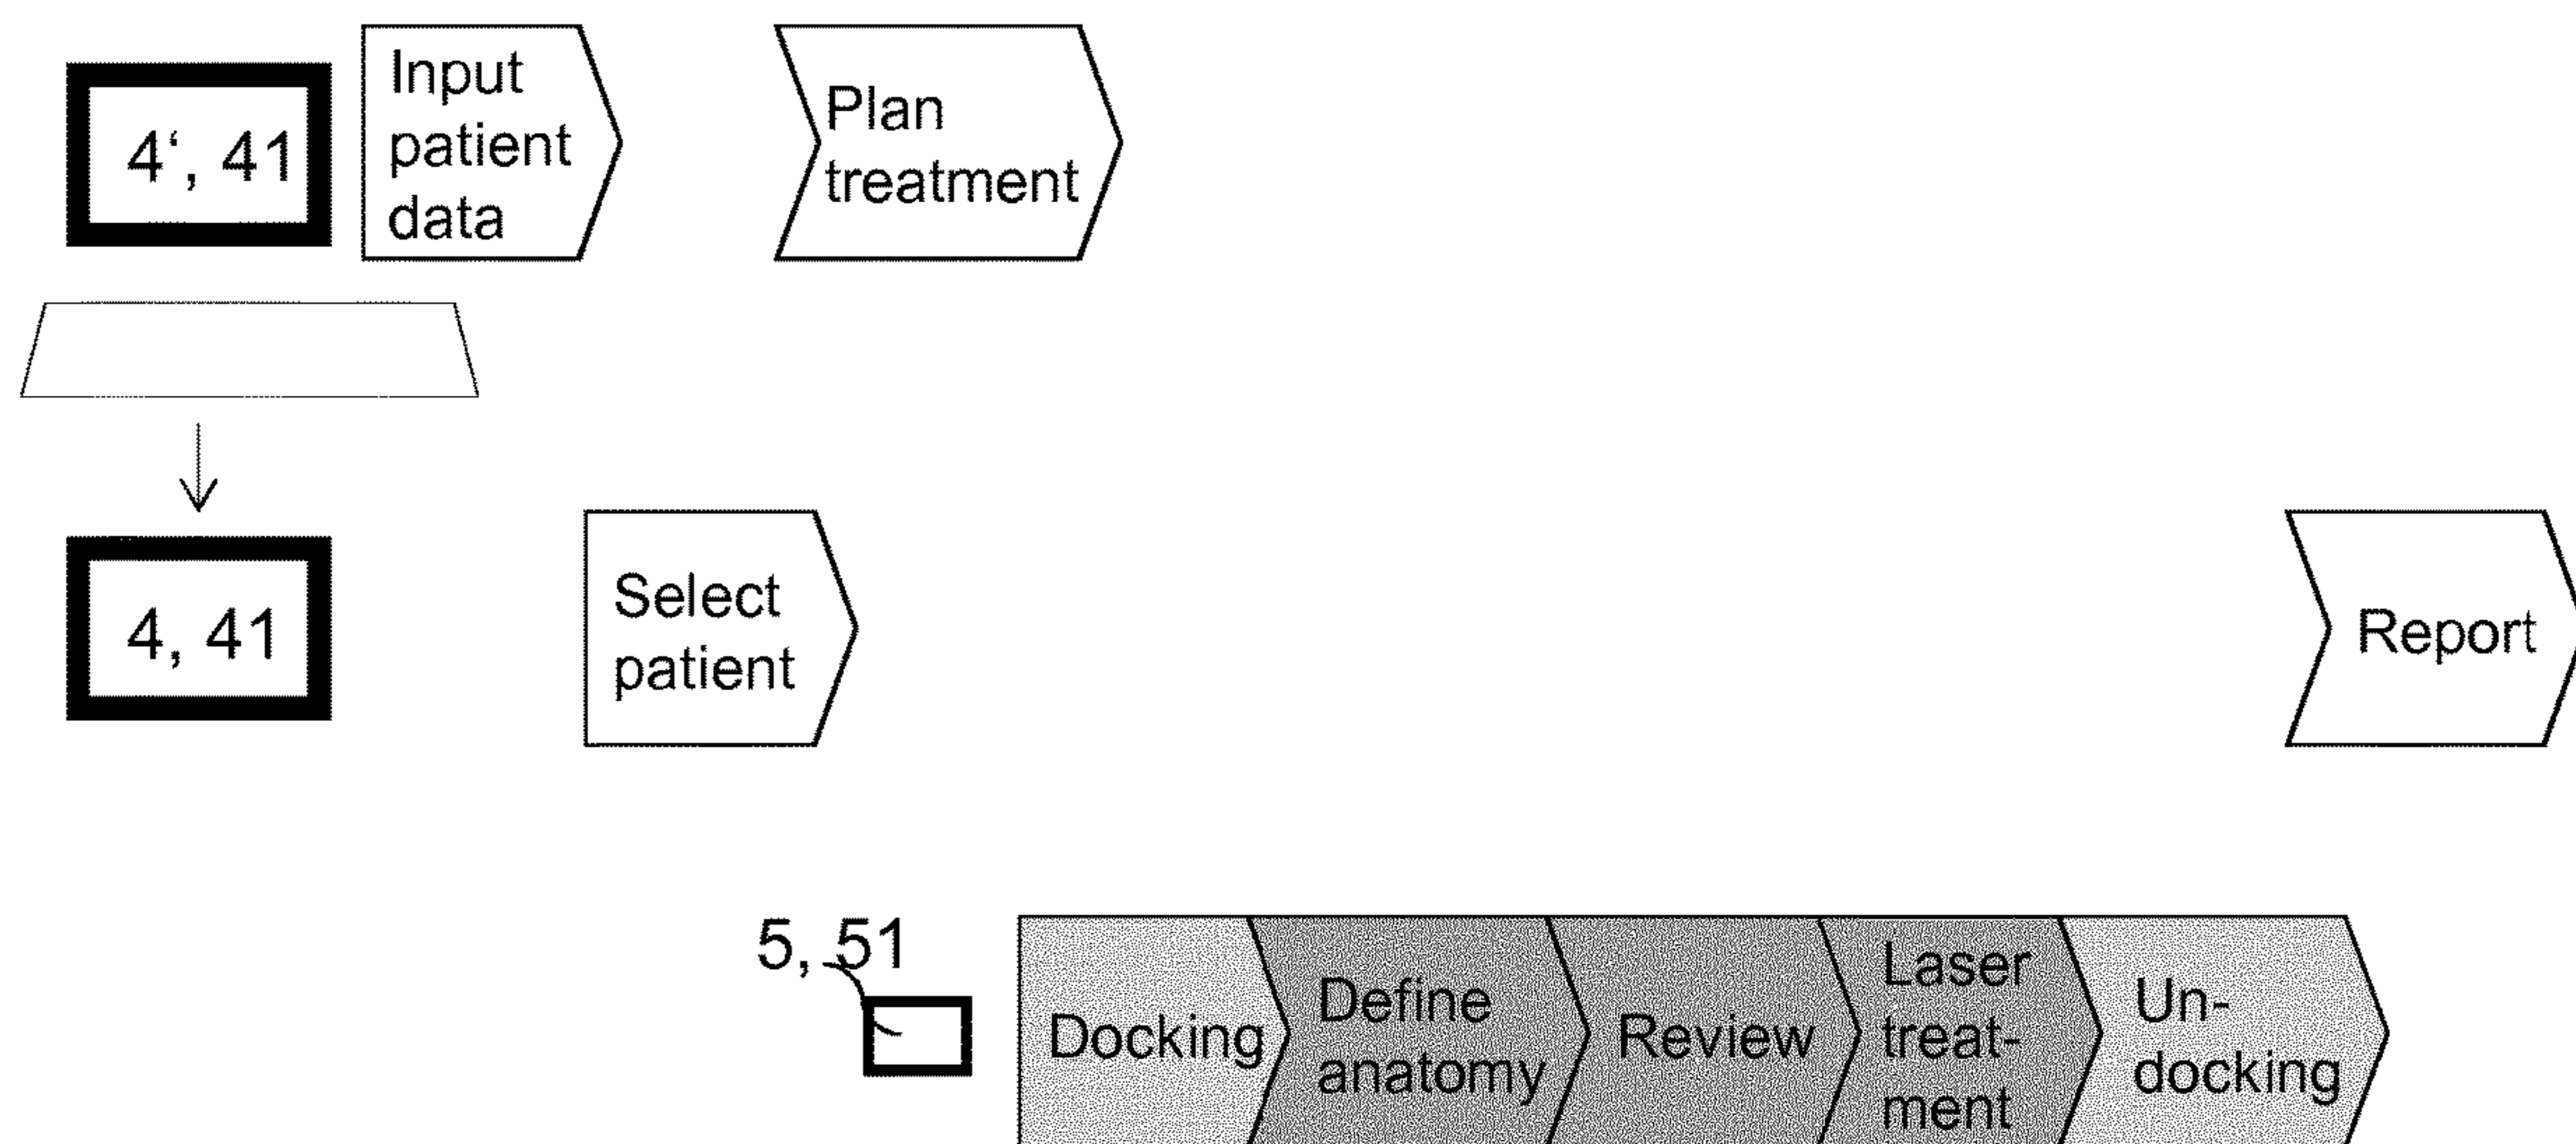 4‘, 41
Input
patient
data
Plan
treatment
4, 41
Select
patient
Report
5, 51
Docking
Define
anatomy
Review
Laser
treat-
ment
Un-
docking